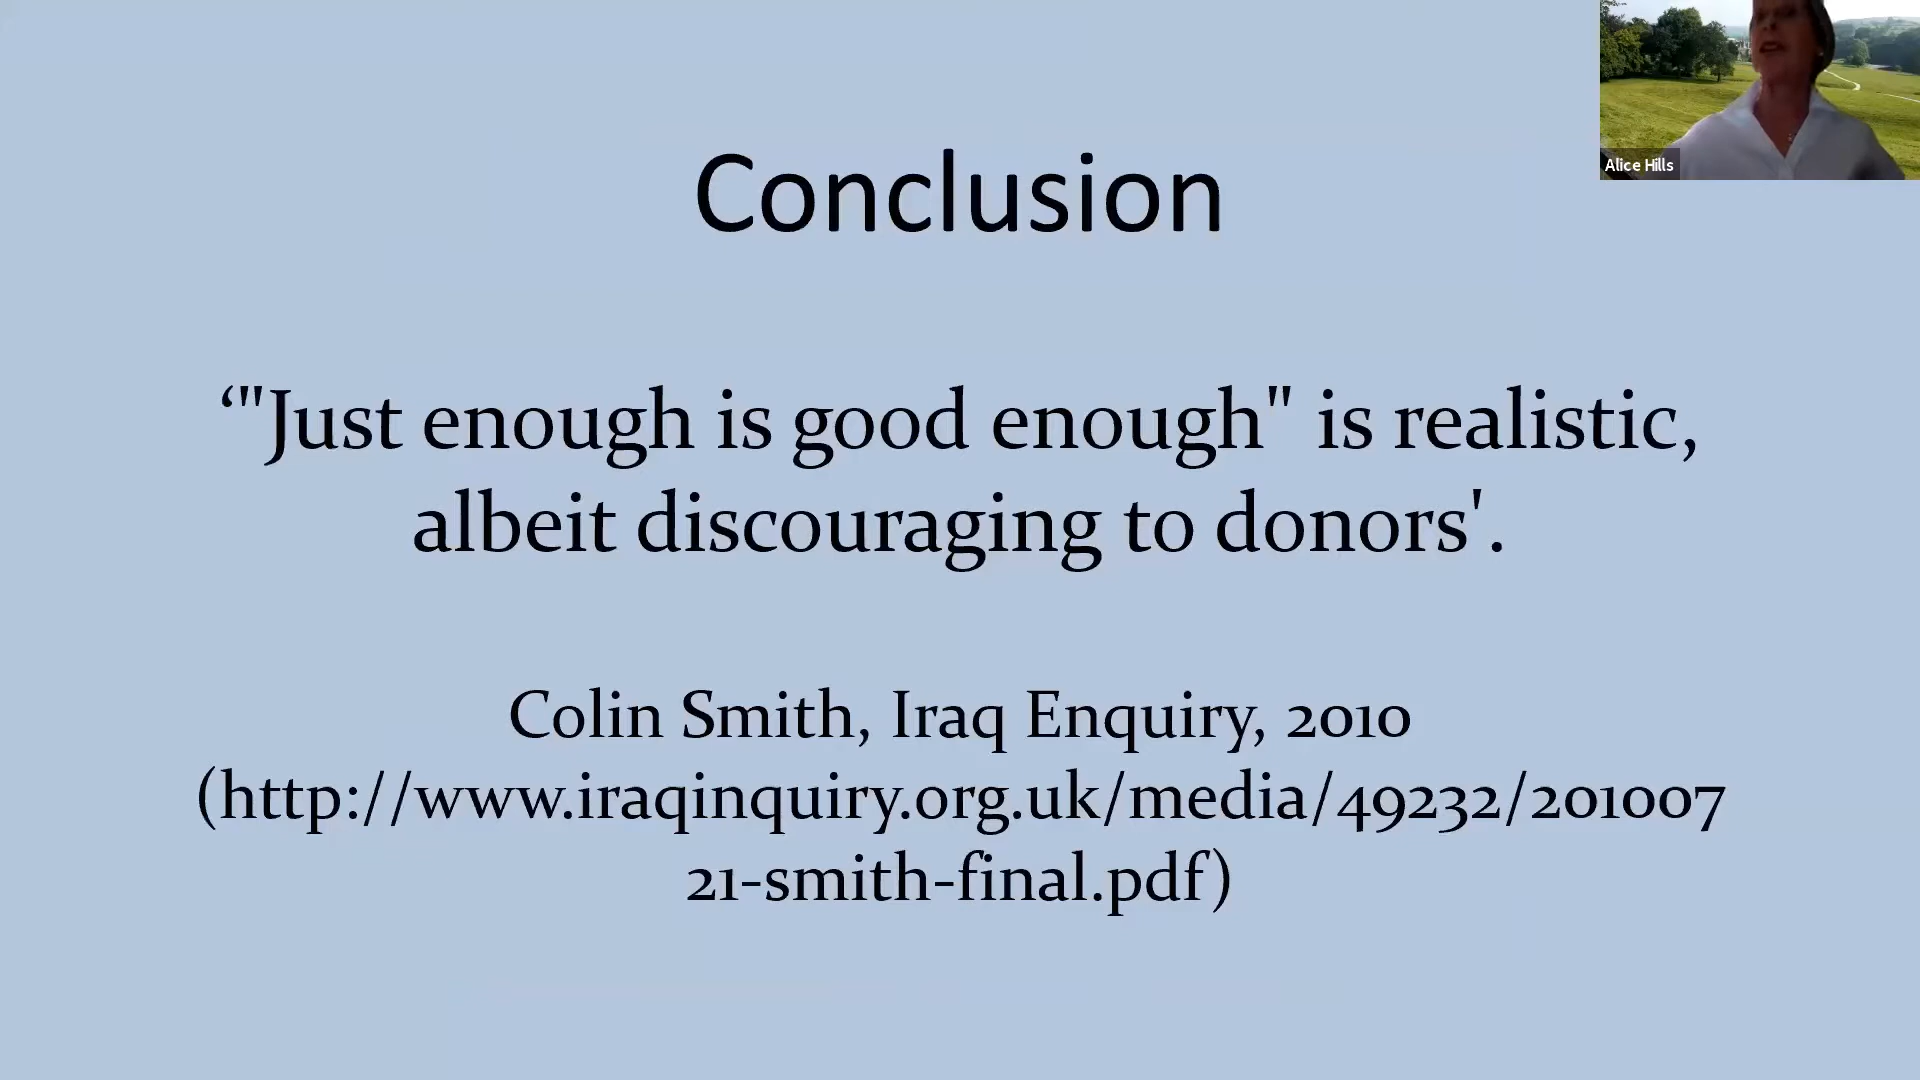 Conclusion
Alice Hills
‘"Just enough is good enough" is realistic,
albeit discouraging to donors'.
Colin Smith, Iraq Enquiry, 2010
(http://www.iraqinquiry.org.uk/media/49232/201007
21-smith-final.pdf)